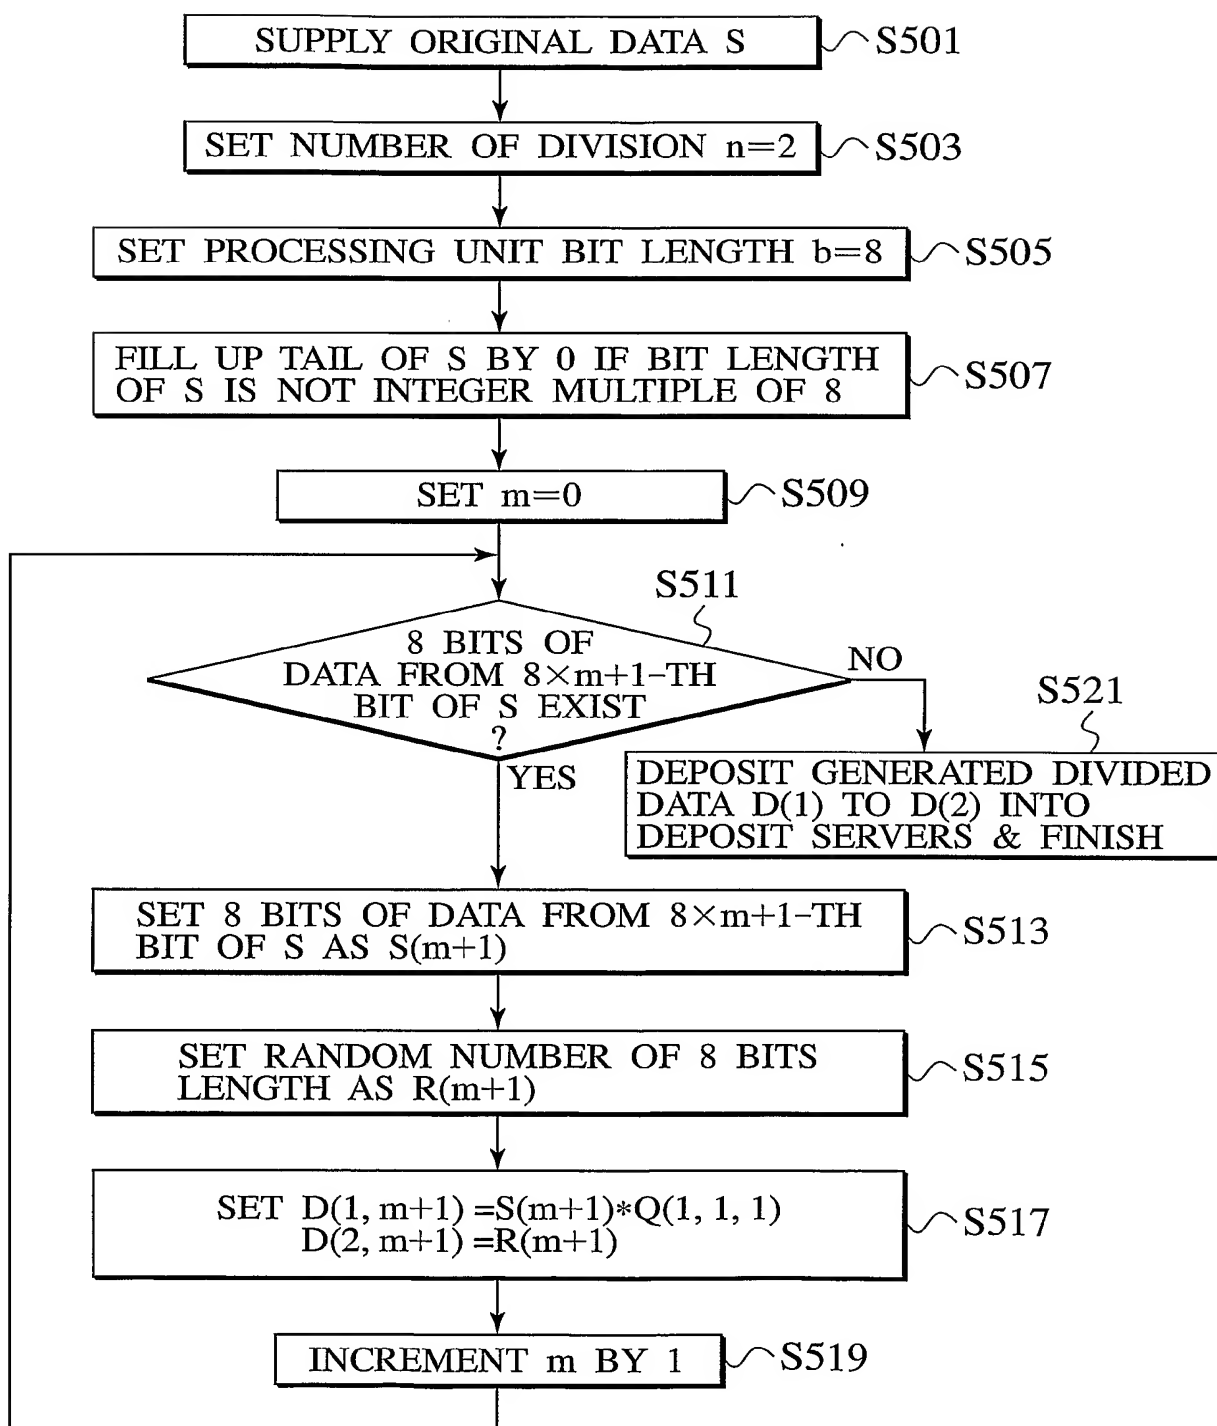 SUPPLY ORIGINAL DATA S
S501
SET NUMBER OF DIVISION n=2
S503
SET PROCESSING UNIT BIT LENGTH b=8
S505
FILL UP TAIL OF S BY 0 IF BIT LENGTH
OF S IS NOT INTEGER MULTIPLE OF 8
S507
SET m=0
S509
S511
8 BITS OF
DATA FROM 8×m+1-TH
BIT OF S EXIST
?
NO
YES
S521
DEPOSIT GENERATED DIVIDED
DATA D(1) TO D(2) INTO
DEPOSIT SERVERS & FINISH
SET 8 BITS OF DATA FROM 8×m+1-TH
BIT OF S AS S(m+1)
S513
SET RANDOM NUMBER OF 8 BITS
LENGTH AS R(m+1)
S515
SET D(1, m+1) =S(m+1)*Q(1, 1, 1)
D(2, m+1) =R(m+1)
S517
INCREMENT m BY 1
S519